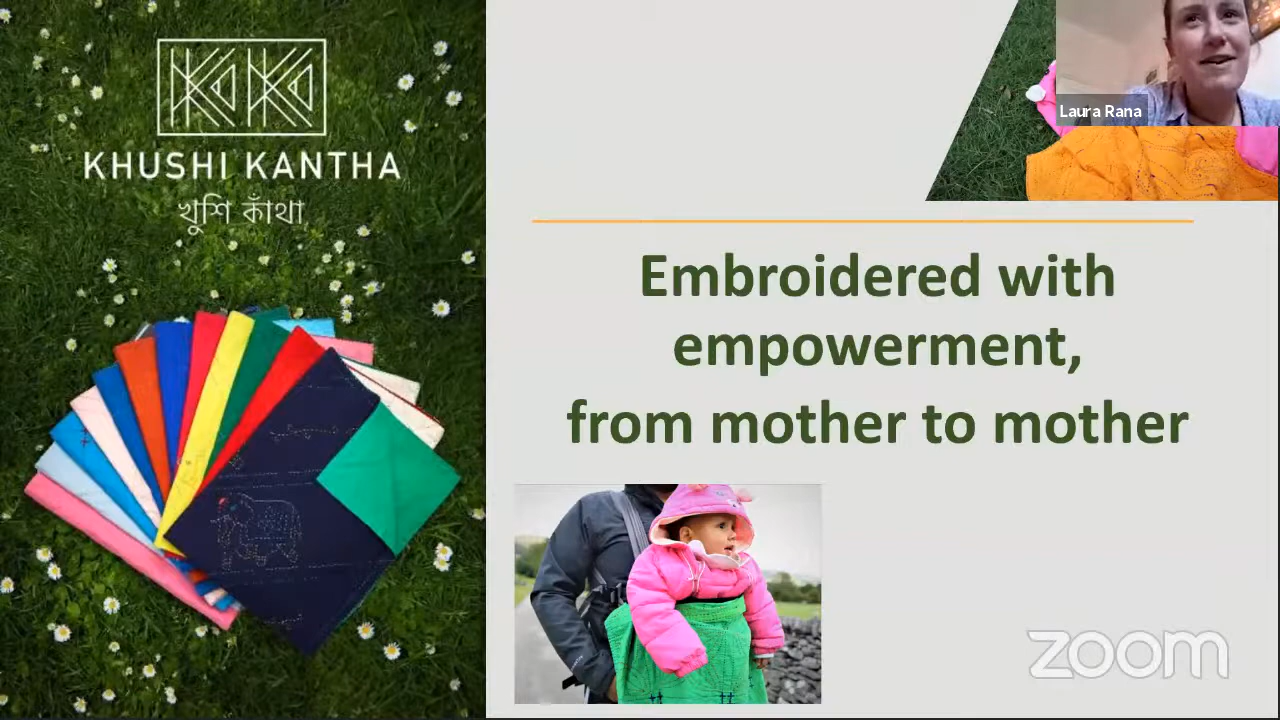 KHUSHI KANTHA
খুশি কাঁথা
Laura Rana
Embroidered with
empowerment,
from mother to mother
zoom